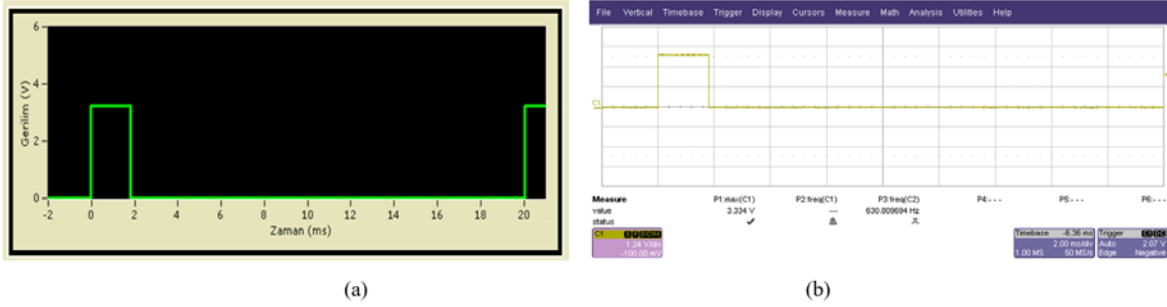 6
4
2
0
Gerilim (V)
-2 0 2 4 6 8 10 12 14 16 18 20
Zaman (ms)
(a)
File Vertical Timebase Trigger Display Cursors Measure Math Analysis Utilities Help
C1
Measure P1:max(C1) P2:freq(C1) P3:freq(C2) P4:--- P5:--- P6:---
value 3.334 V --- 630.809694 Hz
status
C1
1.24 V/div
-100.00 mV
Timebase -6.36 ms
2.00 ms/div
1.00 MS 50 MS/s
Trigger C1 DC
Auto 2.07 V
Edge Negative
(b)